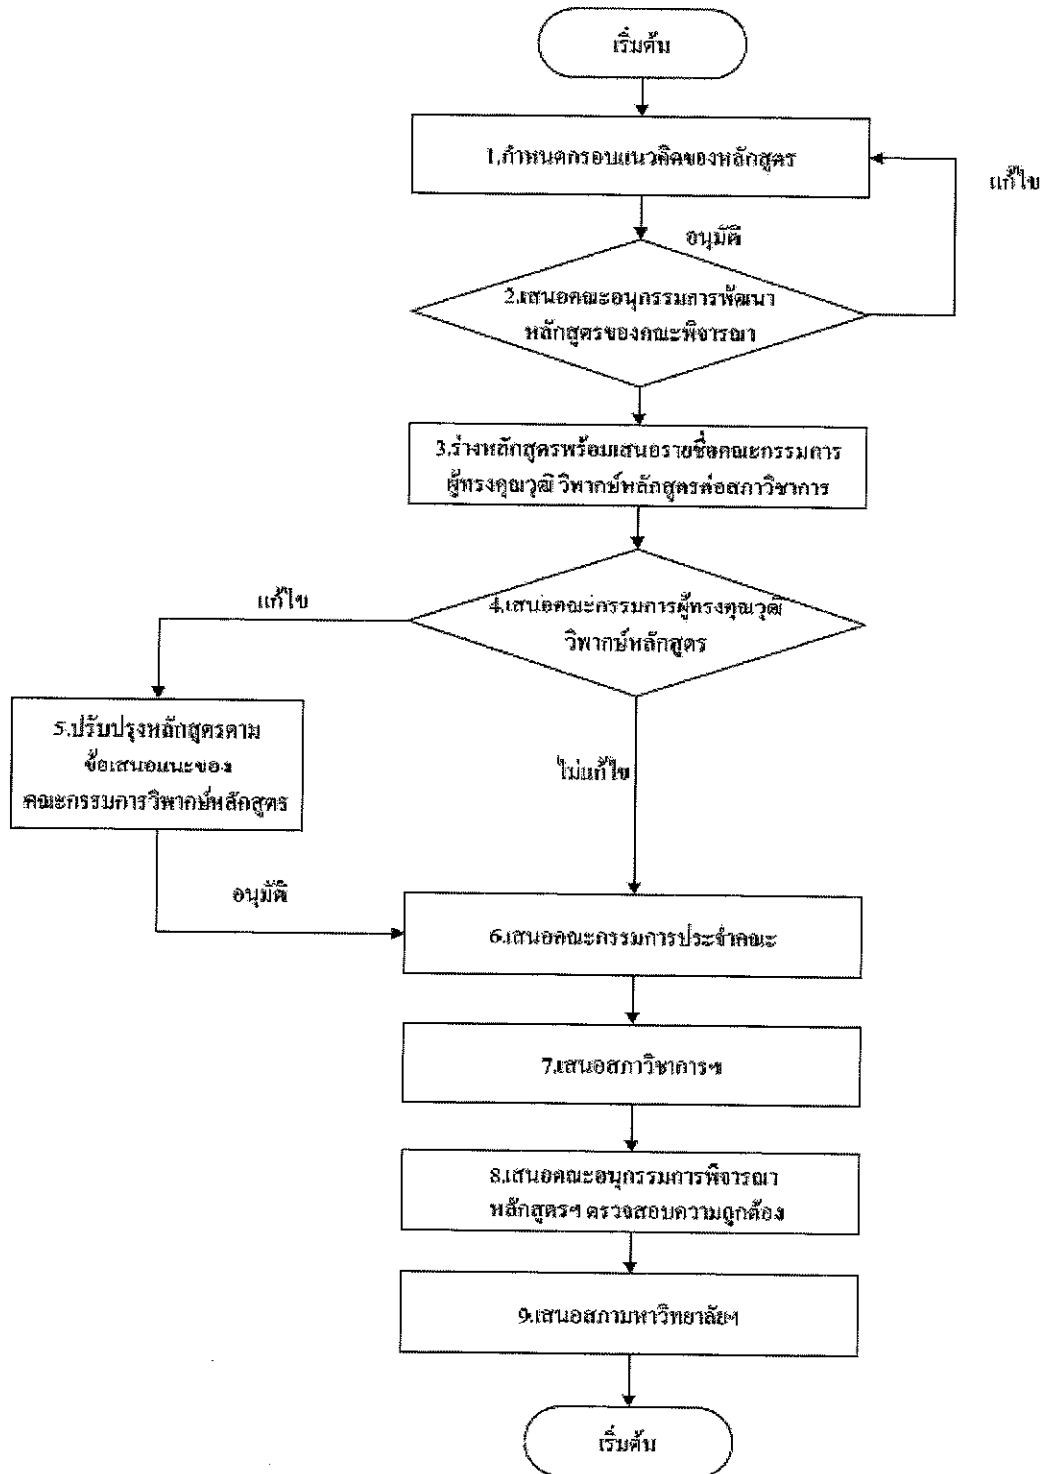 เริ่มต้น
1.กำหนดกรอบแนวคิดของหลักสูตร
แก้ไข
อนุมัติ
2.เสนอคณะอนุกรรมการพัฒนา
หลักสูตรของคณะพิจารณา
3.ร่างหลักสูตรพร้อมเสนอรายชื่อคณะกรรมการ
ผู้ทรงคุณวุฒิ วิพากษ์หลักสูตรต่อสภาวิชาการ
แก้ไข
4.เสนอคณะกรรมการผู้ทรงคุณวุฒิ
วิพากษ์หลักสูตร
5.ปรับปรุงหลักสูตรตาม
ข้อเสนอแนะของ
คณะกรรมการวิพากษ์หลักสูตร
ไม่แก้ไข
อนุมัติ
6.เสนอคณะกรรมการประจำคณะ
7.เสนอสภาวิชาการฯ
8.เสนอคณะอนุกรรมการพิจารณา
หลักสูตรฯ ตรวจสอบความถูกต้อง
9.เสนอสภามหาวิทยาลัยฯ
เริ่มต้น